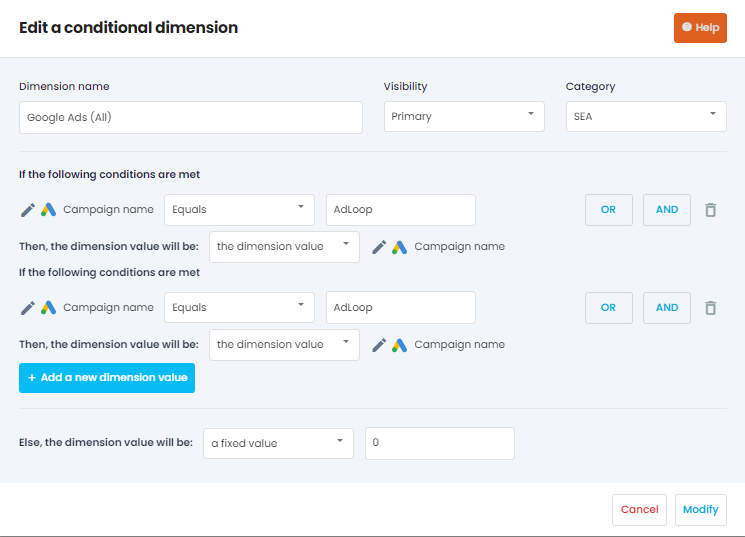 Edit a conditional dimension
Help
Dimension name Visibility Category
Google Ads (All) Primary SEA
If the following conditions are met
Campaign name Equals AdLoop OR AND
Then, the dimension value will be: the dimension value Campaign name
If the following conditions are met
Campaign name Equals AdLoop OR AND
Then, the dimension value will be: the dimension value Campaign name
+ Add a new dimension value
Else, the dimension value will be: a fixed value 0
Cancel Modify